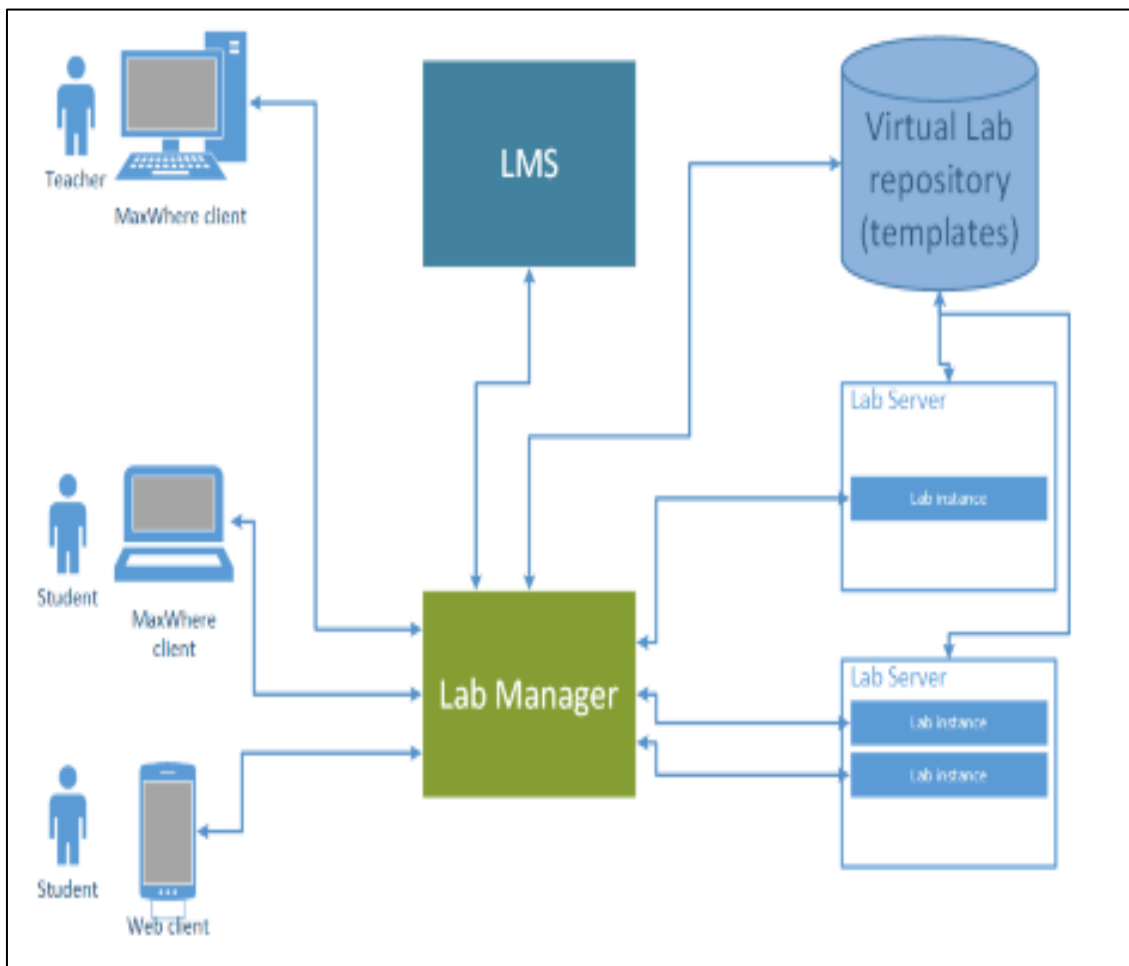 Teacher
MaxWhere client
LMS
Virtual Lab
repository
(templates)
Lab Server
Lab instance
Student
MaxWhere
client
Lab Manager
Lab Server
Lab instance
Lab instance
Student
Web client